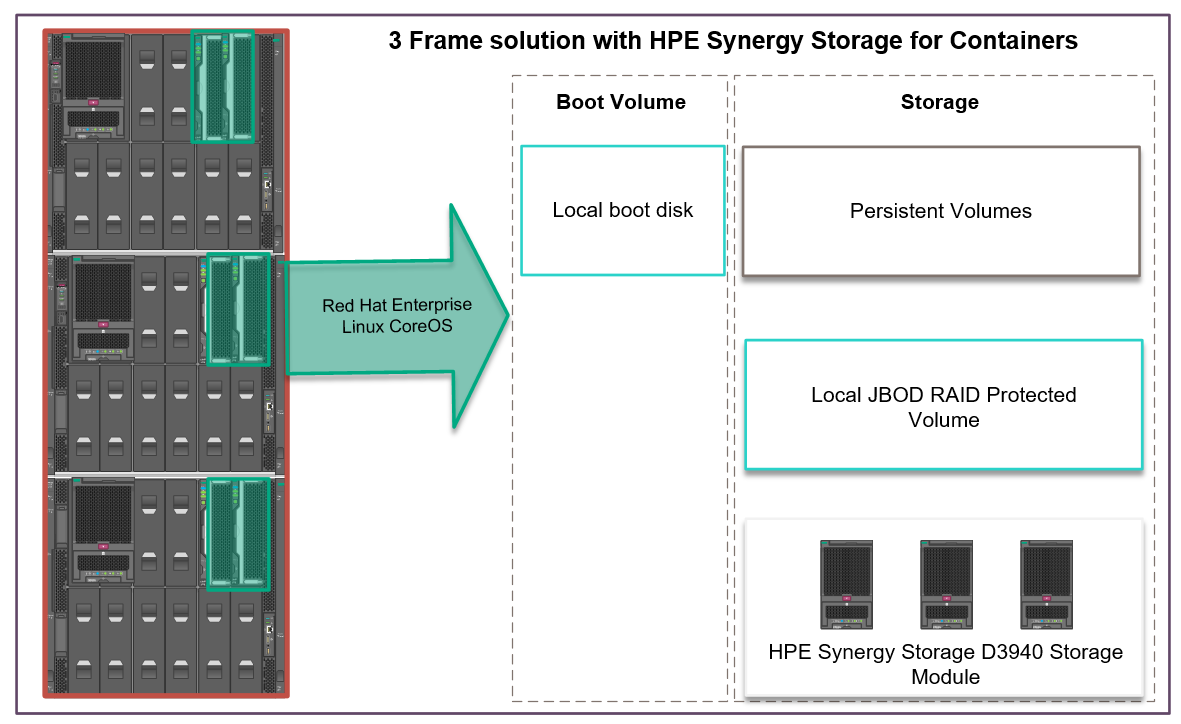 3 Frame solution with HPE Synergy Storage for Containers
Boot Volume
Storage
Local boot disk
Persistent Volumes
Red Hat Enterprise
Linux CoreOS
Local JBOD RAID Protected
Volume
HPE Synergy Storage D3940 Storage
Module